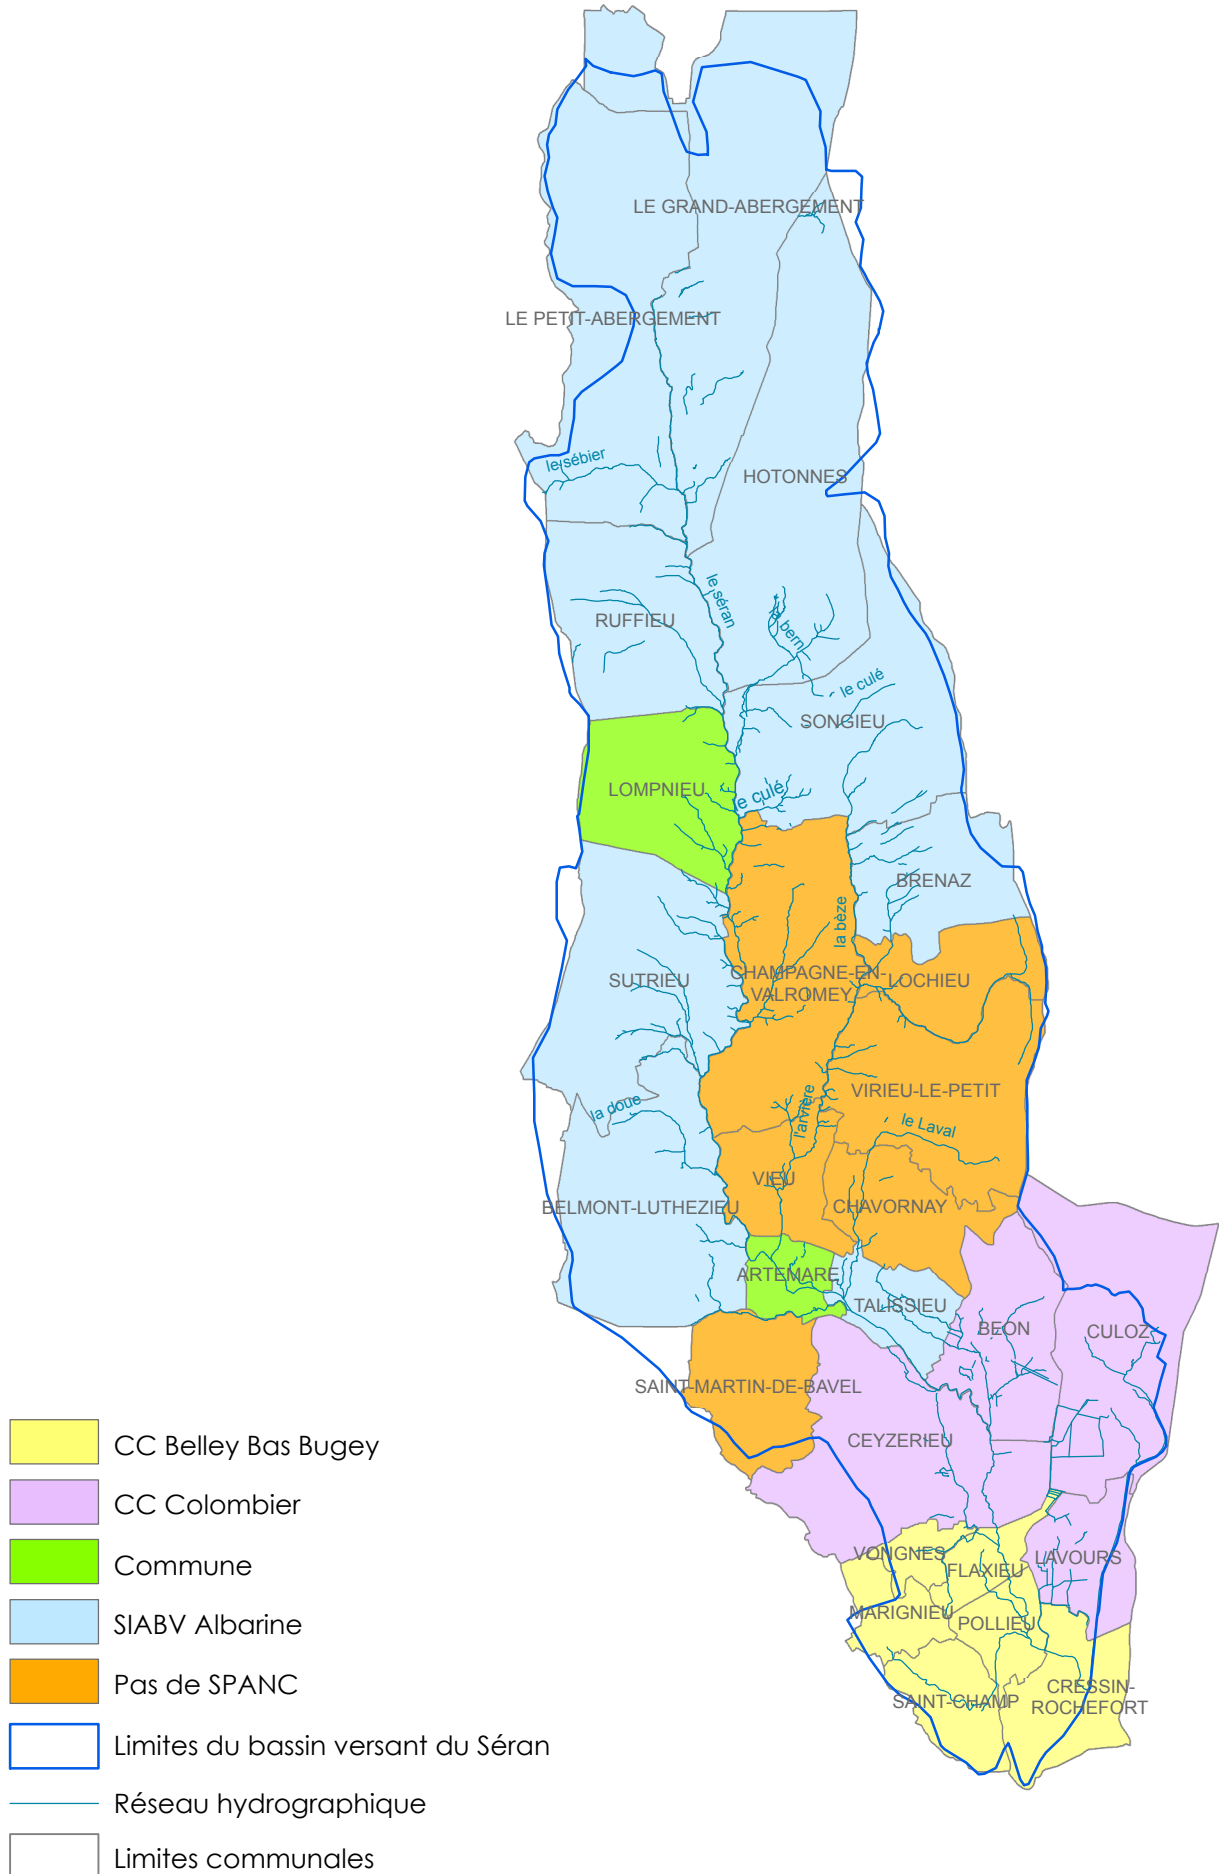 LE GRAND-ABERGEMENT
LE PETIT-ABERGEMENT
le sébier
HOTONNES
le séran
RUFFIEU
bern
le culé
SONGIEU
LOMPNIEU
le culé
BRENAZ
la bèze
SUTRIEU
CHAMPAGNE-EN-
VALROMEY
LOCHIEU
VIRIEU-LE-PETIT
la doue
l'arvière
le Laval
VIEU
BELMONT-LUTHEZIEU
CHAVORNAY
ARTEMARE
TALISSIEU
BEON
CULOZ
SAINT-MARTIN-DE-BAVEL
CEYZERIEU
VONGNES
FLAXIEU
LAVOURS
MARIGNIEU
POLLIEU
SAINT-CHAMP
CRESSIN-
ROCHEFORT
CC Belley Bas Bugey
CC Colombier
Commune
SIABV Albarine
Pas de SPANC
Limites du bassin versant du Séran
Réseau hydrographique
Limites communales